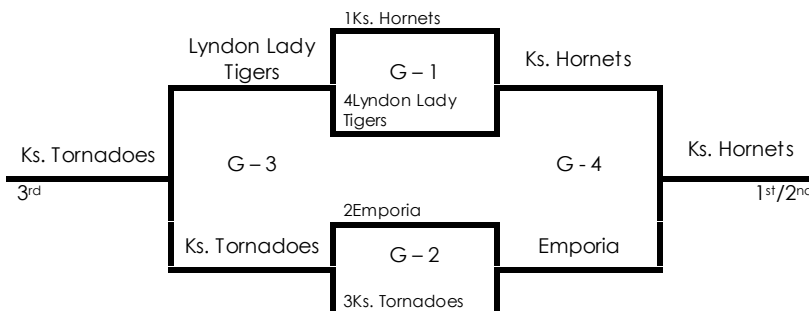 1Ks. Hornets
Lyndon Lady
Tigers
G – 1
Ks. Hornets
4Lyndon Lady
Tigers
Ks. Tornadoes
G – 3
G - 4
Ks. Hornets
3rd
1st/2nd
2Emporia
Ks. Tornadoes
G – 2
Emporia
3Ks. Tornadoes